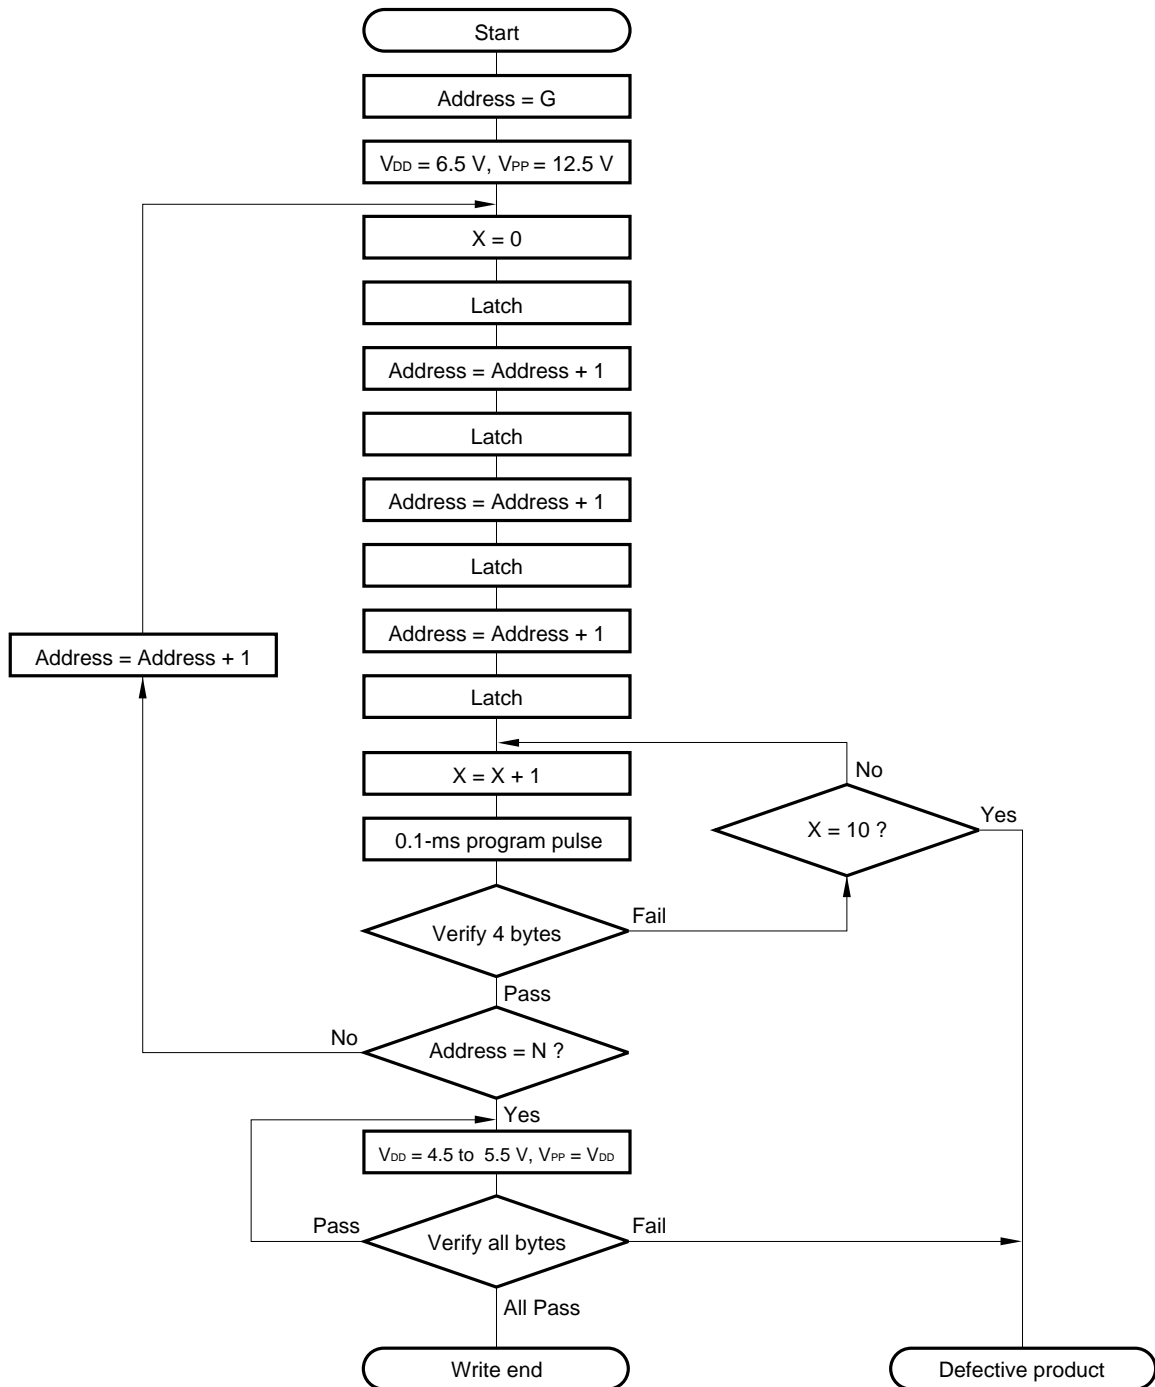 Start
Address = G
VDD = 6.5 V, VPP = 12.5 V
X = 0
Latch
Address = Address + 1
Latch
Address = Address + 1
Latch
Address = Address + 1
Address = Address + 1
Latch
X = X + 1
No
X = 10 ?
Yes
0.1-ms program pulse
Verify 4 bytes
Fail
Pass
No
Address = N ?
Yes
VDD = 4.5 to 5.5 V, VPP = VDD
Pass
Verify all bytes
Fail
All Pass
Write end
Defective product